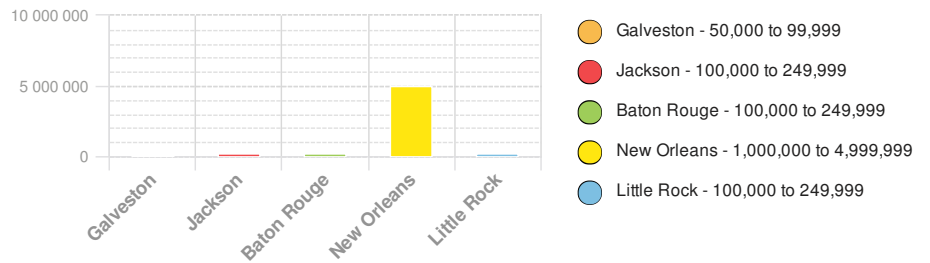 10 000 000
5 000 000
0
Galveston
Jackson
Baton Rouge
New Orleans
Little Rock
Galveston - 50,000 to 99,999
Jackson - 100,000 to 249,999
Baton Rouge - 100,000 to 249,999
New Orleans - 1,000,000 to 4,999,999
Little Rock - 100,000 to 249,999